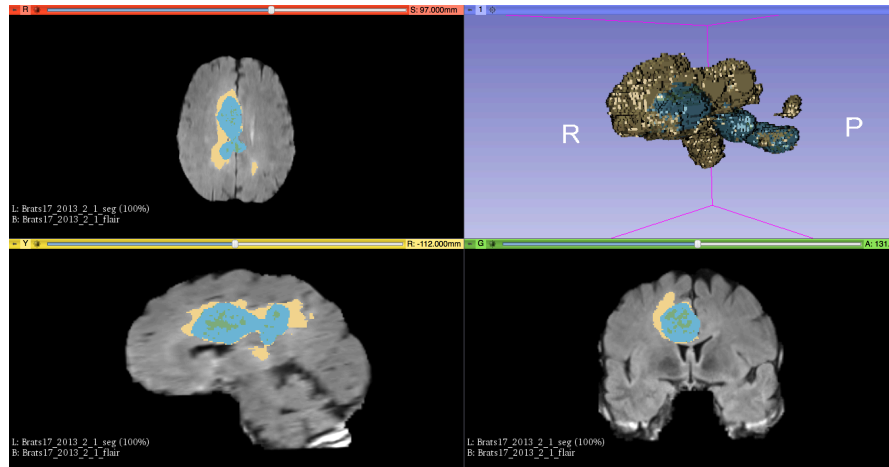 R S: 97.000mm
1
R P
L: Brats17_2013_2_1_seg (100%)
B: Brats17_2013_2_1_flair
Y R: -112.000mm
G A: 131.
L: Brats17_2013_2_1_seg (100%)
B: Brats17_2013_2_1_flair
L: Brats17_2013_2_1_seg (100%)
B: Brats17_2013_2_1_flair